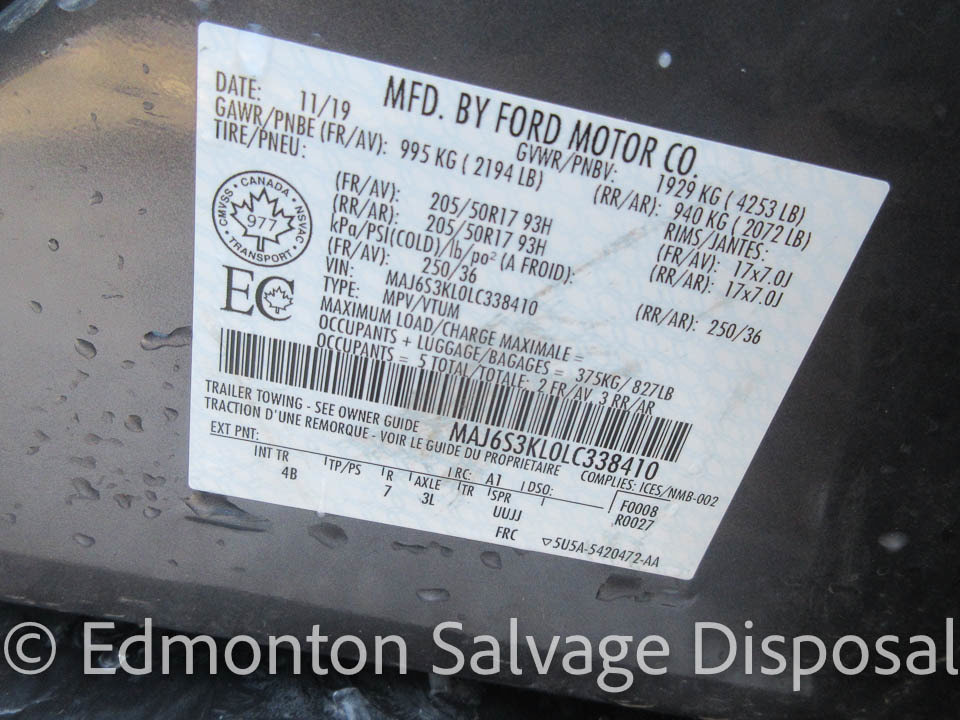 MFD. BY FORD MOTOR CO.
DATE: 11/19 GVWR/PNBV: 1929 KG ( 4253 LB)
GAWR/PNBE (FR/AV): 995 KG ( 2194 LB) (RR/AR): 940 KG ( 2072 LB)
TIRE/PNEU: RIMS/JANTES:
(FR/AV): 205/50R17 93H (FR/AV): 17x7.0J
(RR/AR): 205/50R17 93H (RR/AR): 17x7.0J
kPa/PSI(COLD)/lb/po² (A FROID):
(FR/AV): 250/36 (RR/AR): 250/36
VIN: MAJ6S3KL0LC338410
TYPE: MPV/VTUM
MAXIMUM LOAD/CHARGE MAXIMALE =
OCCUPANTS + LUGGAGE/BAGAGES = 375KG/ 827LB
OCCUPANTS = 5 TOTAL/TOTALE: 2 FR/AV 3 RR/AR
CMVSS • CANADA • NSVAC • TRANSPORT •
977
EC
MAJ6S3KL0LC338410
TRAILER TOWING - SEE OWNER GUIDE
TRACTION D'UNE REMORQUE - VOIR LE GUIDE DU PROPRIETAIRE
COMPLIES: ICES/NMB-002
EXT PNT: RC: A1 DSO:
INT TR TP/PS R AXLE TR SPR F0008
4B 7 3L UUJJ R0027
FRC ▽5U5A-5420472-AA
© Edmonton Salvage Disposal